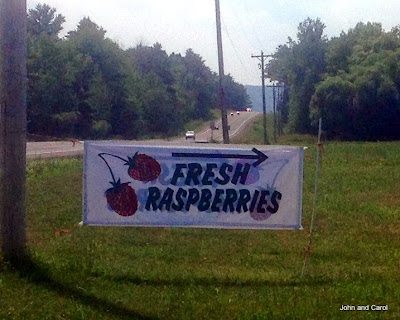 FRESH
RASPBERRIES
John and Carol